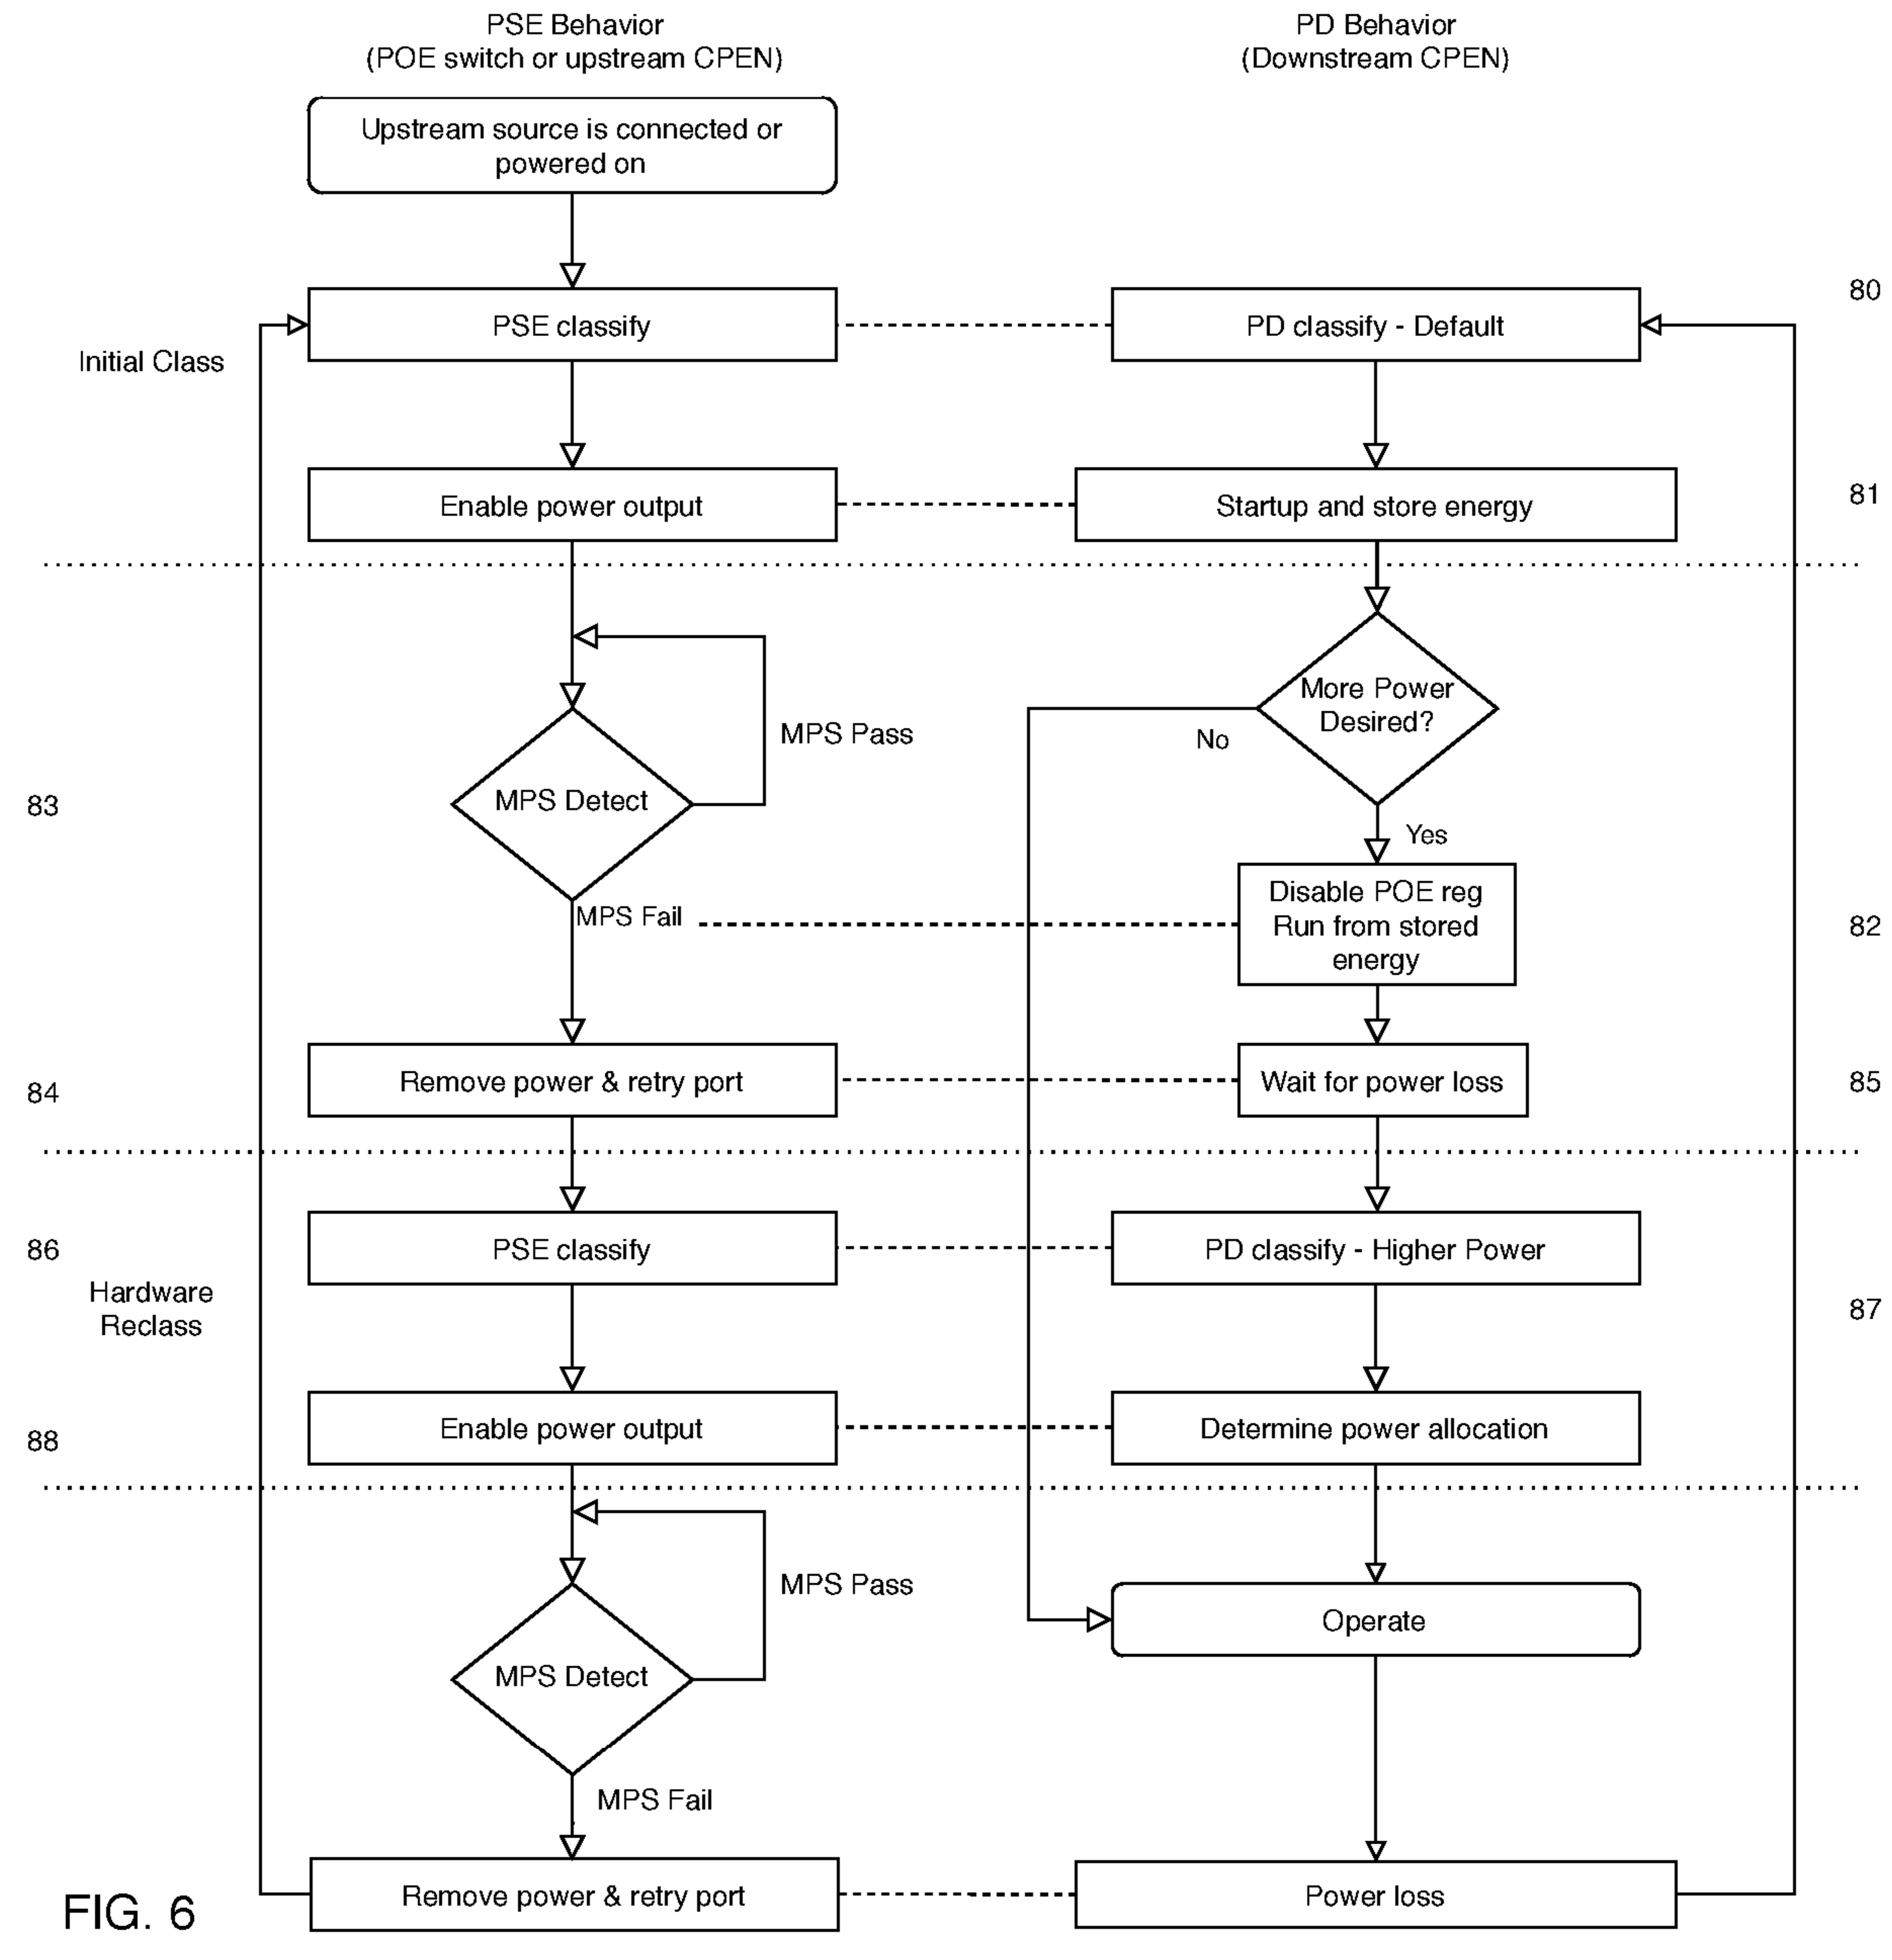 PSE Behavior
(POE switch or upstream CPEN)
PD Behavior
(Downstream CPEN)
Upstream source is connected or
powered on
80
PSE classify
PD classify - Default
Initial Class
81
Enable power output
Startup and store energy
More Power
Desired?
MPS Pass
No
83
MPS Detect
Yes
Disable POE reg
Run from stored
energy
MPS Fail
82
84
Remove power & retry port
Wait for power loss
85
86
PSE classify
PD classify - Higher Power
Hardware
Reclass
87
88
Enable power output
Determine power allocation
MPS Pass
Operate
MPS Detect
MPS Fail
Remove power & retry port
Power loss
FIG. 6